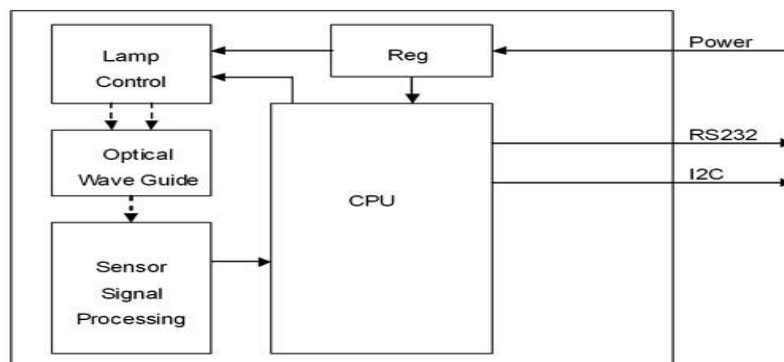 Lamp
Control
Reg
Power
Optical
Wave Guide
CPU
RS232
I2C
Sensor
Signal
Processing